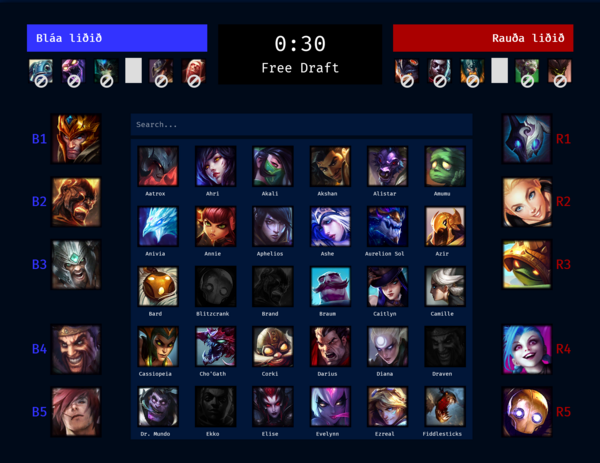 Bláa liðið
0:30
Free Draft
Rauða liðið
B1
B2
B3
B4
B5
Search...
Aatrox Ahri Akali Akshan Alistar Amumu
Anivia Annie Aphelios Ashe Aurelion Sol Azir
Bard Blitzcrank Brand Braum Caitlyn Camille
Cassiopeia Cho'Gath Corki Darius Diana Draven
Dr. Mundo Ekko Elise Evelynn Ezreal Fiddlesticks
R1
R2
R3
R4
R5